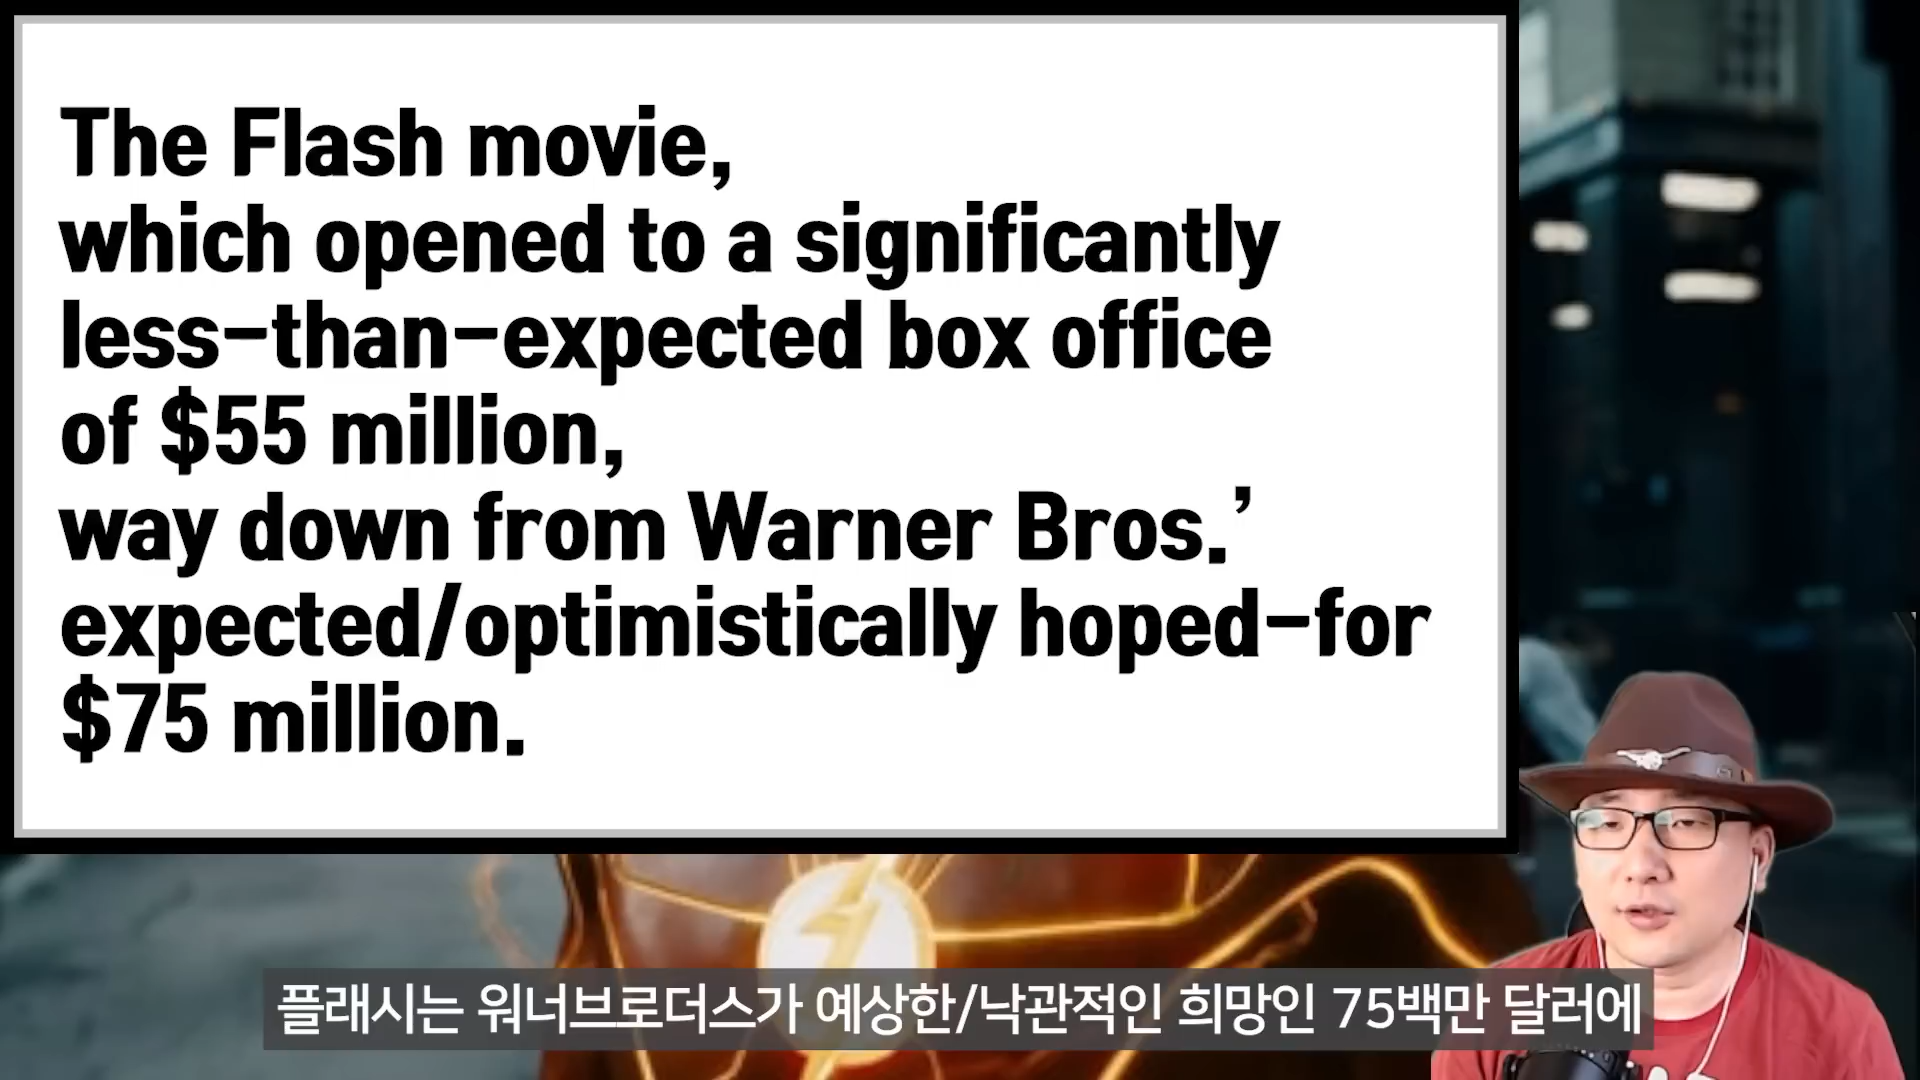 The Flash movie,
which opened to a significantly
less-than-expected box office
of $55 million,
way down from Warner Bros.’
expected/optimistically hoped-for
$75 million.
플래시는 워너브로더스가 예상한/낙관적인 희망인 75백만 달러에